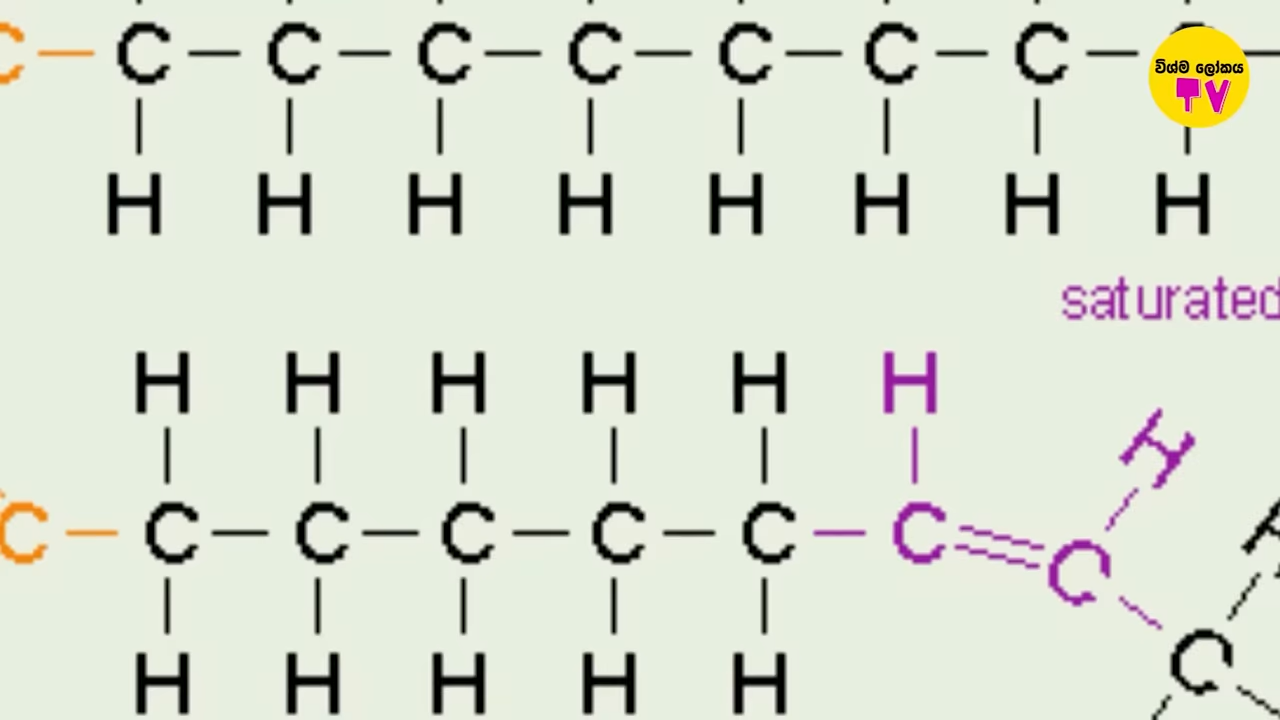 C C C C C C C C
විශ්ම ලෝකය
TV
H H H H H H H H
saturated
H H H H H H
H
C C C C C C C
C
C
H H H H H